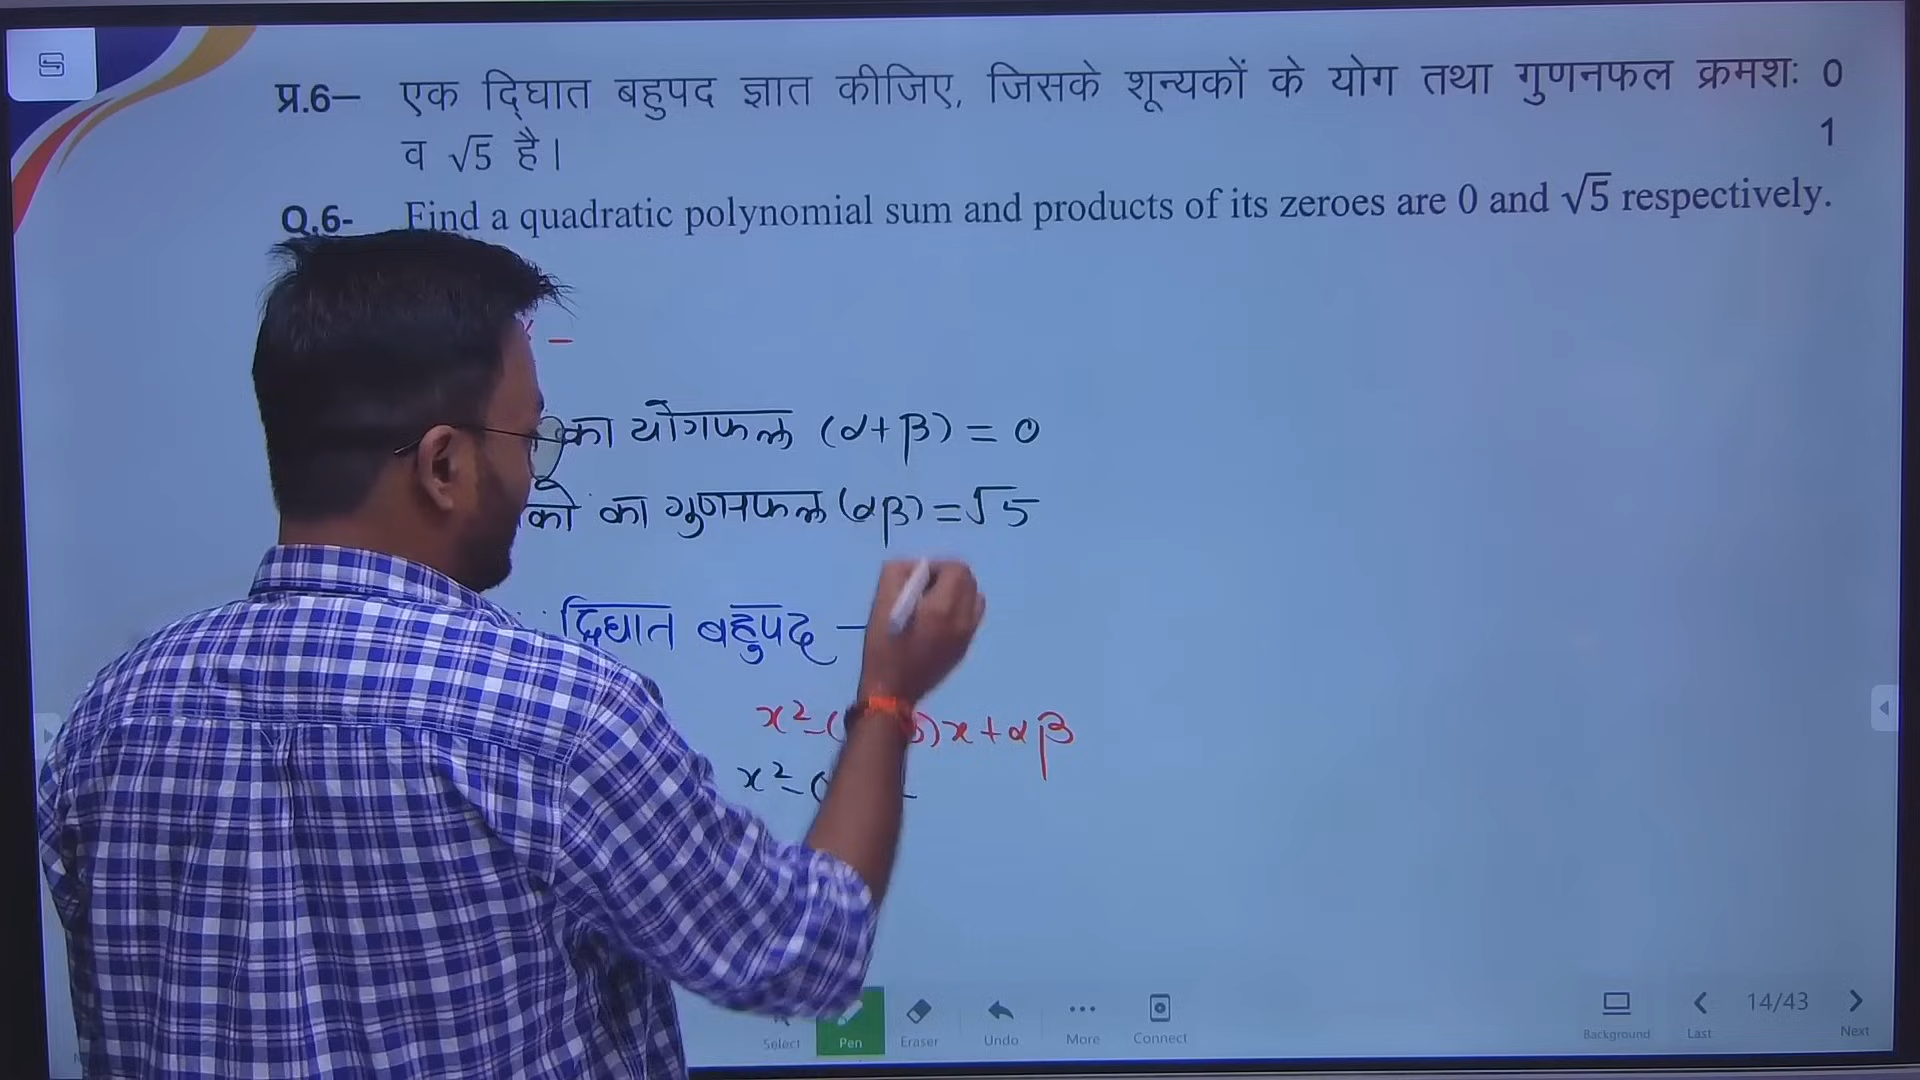 प्र.6– एक द्विघात बहुपद ज्ञात कीजिए, जिसके शून्यकों के योग तथा गुणनफल क्रमशः 0
व √5 है।
1
Q.6- Find a quadratic polynomial sum and products of its zeroes are 0 and √5 respectively.
का योगफल (α+β) = 0
को का गुणनफल (αβ) = √5
द्विघात बहुपद –
x²-( )x+αβ
x²-(
Select Pen Eraser Undo More Connect
Background Last 14/43 Next